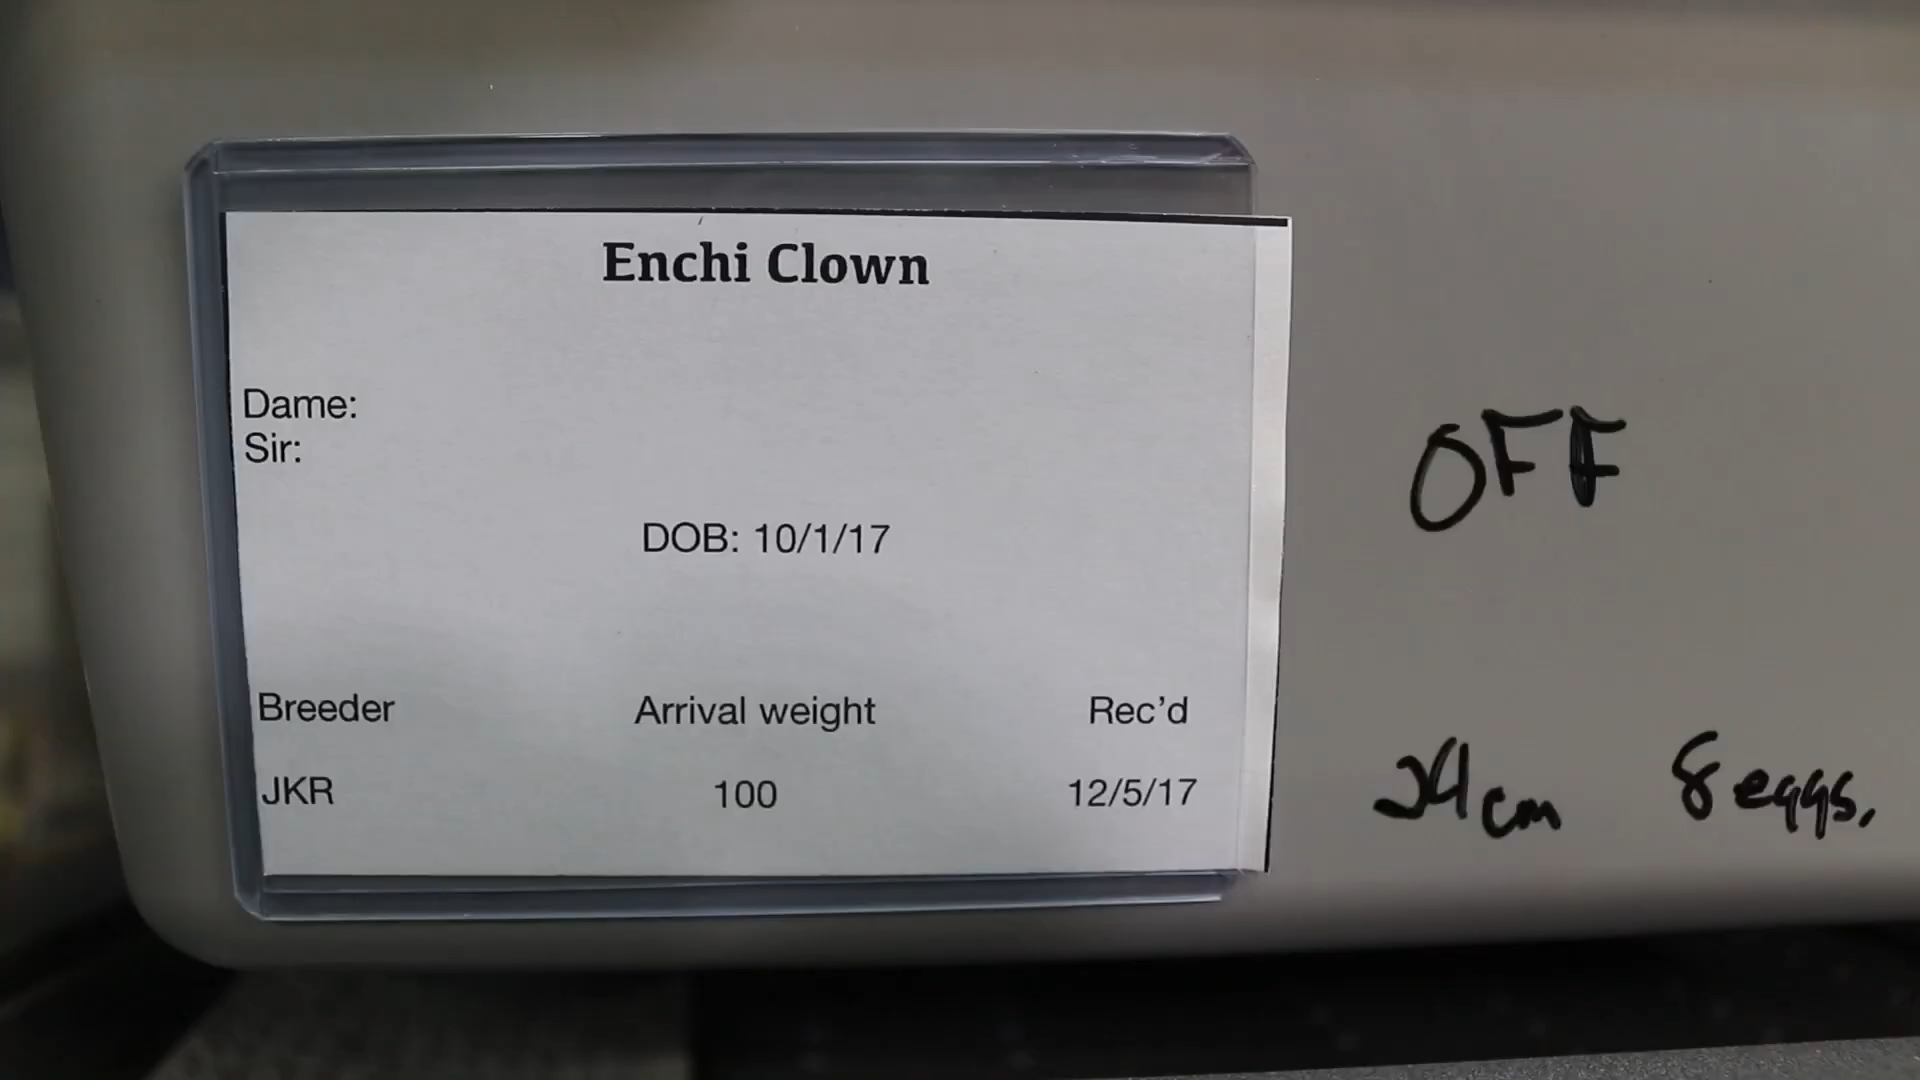 Enchi Clown
Dame:
Sir:
OFF
DOB: 10/1/17
Breeder Arrival weight Rec'd
JKR 100 12/5/17
24cm 8 eggs.